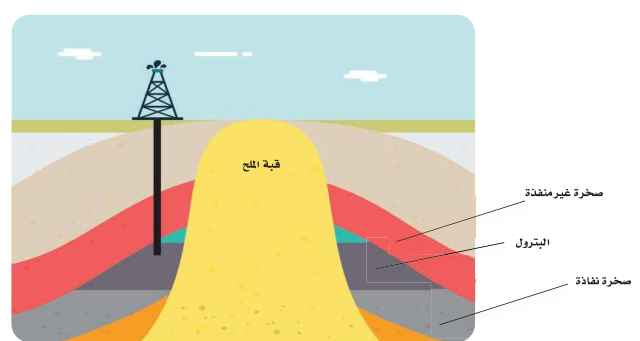 قبة الملح
صخرة غير منفذة
البترول
صخرة نفاذة